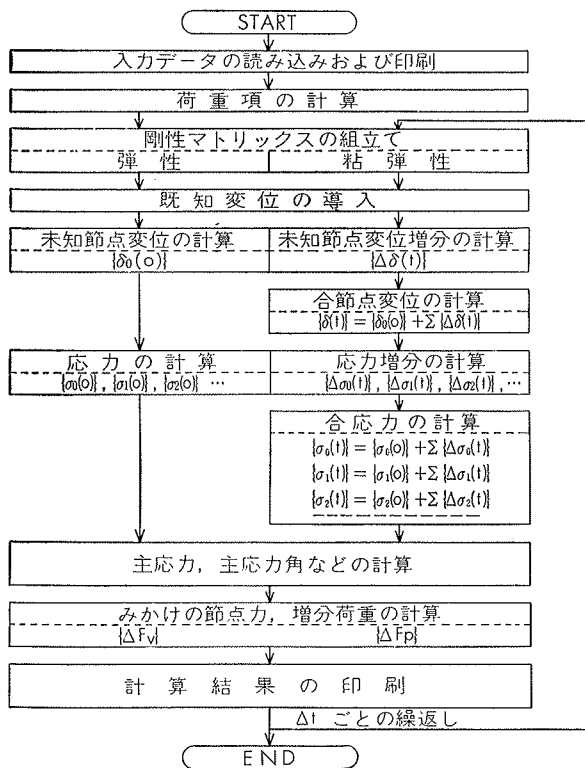 START
入力データの読み込みおよび印刷
荷重項の計算
剛性マトリックスの組立て
弾性 粘弾性
既知変位の導入
未知節点変位の計算 未知節点変位増分の計算
{δ₀(o)} {Δδ(t)}
合節点変位の計算
{δ(t)} = {δ₀(o)} + Σ {Δδ(t)}
応力の計算 応力増分の計算
{σ₀(o)}, {σ₁(o)}, {σ₂(o)} … {Δσ₀(t)}, {Δσ₁(t)}, {Δσ₂(t)}, …
合応力の計算
{σ₀(t)} = {σ₀(o)} + Σ {Δσ₀(t)}
{σ₁(t)} = {σ₁(o)} + Σ {Δσ₁(t)}
{σ₂(t)} = {σ₂(o)} + Σ {Δσ₂(t)}
主応力, 主応力角などの計算
みかけの節点力, 増分荷重の計算
{ΔFv} {ΔFp}
計算結果の印刷
Δt ごとの繰返し
END